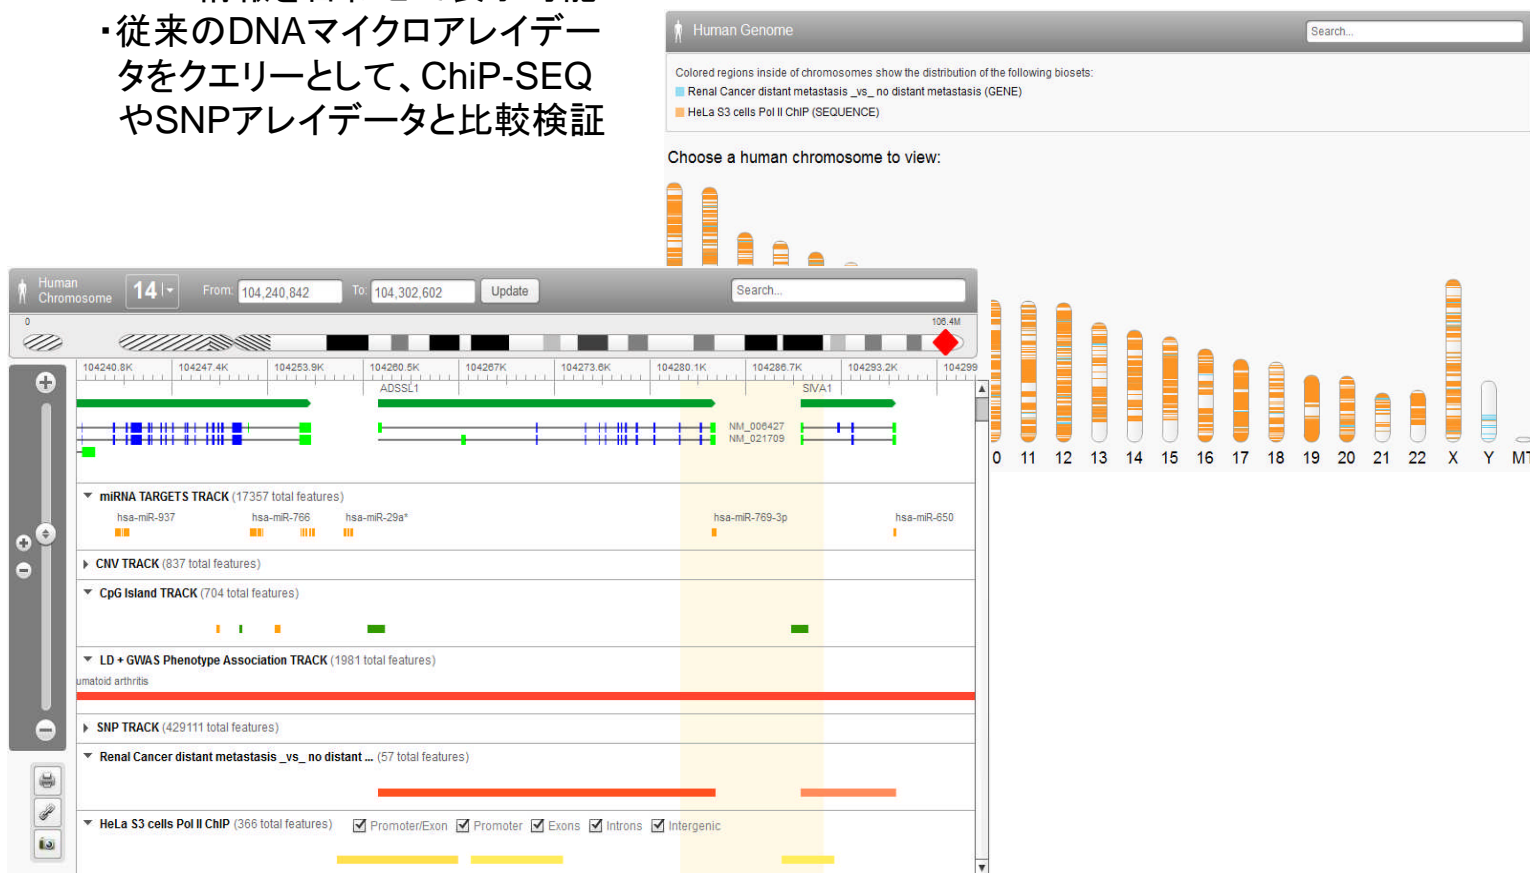 ・従来のDNAマイクロアレイデー
タをクエリーとして、ChiP-SEQ
やSNPアレイデータと比較検証
Human Genome
Search...
Colored regions inside of chromosomes show the distribution of the following biosets:
Renal Cancer distant metastasis _vs_ no distant metastasis (GENE)
HeLa S3 cells Pol II ChIP (SEQUENCE)
Choose a human chromosome to view:
0 11 12 13 14 15 16 17 18 19 20 21 22 X Y MT
Human
Chromosome
14
From: 104,240,842 To: 104,302,602 Update
Search...
0
106.4M
104240.8K 104247.4K 104253.9K 104260.5K 104267K 104273.6K 104280.1K 104286.7K 104293.2K 104299
ADSSL1 SIVA1
NM_006427
NM_021709
miRNA TARGETS TRACK (17357 total features)
hsa-miR-937 hsa-miR-766 hsa-miR-29a* hsa-miR-769-3p hsa-miR-650
CNV TRACK (837 total features)
CpG Island TRACK (704 total features)
LD + GWAS Phenotype Association TRACK (1981 total features)
umatoid arthritis
SNP TRACK (429111 total features)
Renal Cancer distant metastasis _vs_ no distant ... (57 total features)
HeLa S3 cells Pol II ChIP (366 total features) Promoter/Exon Promoter Exons Introns Intergenic